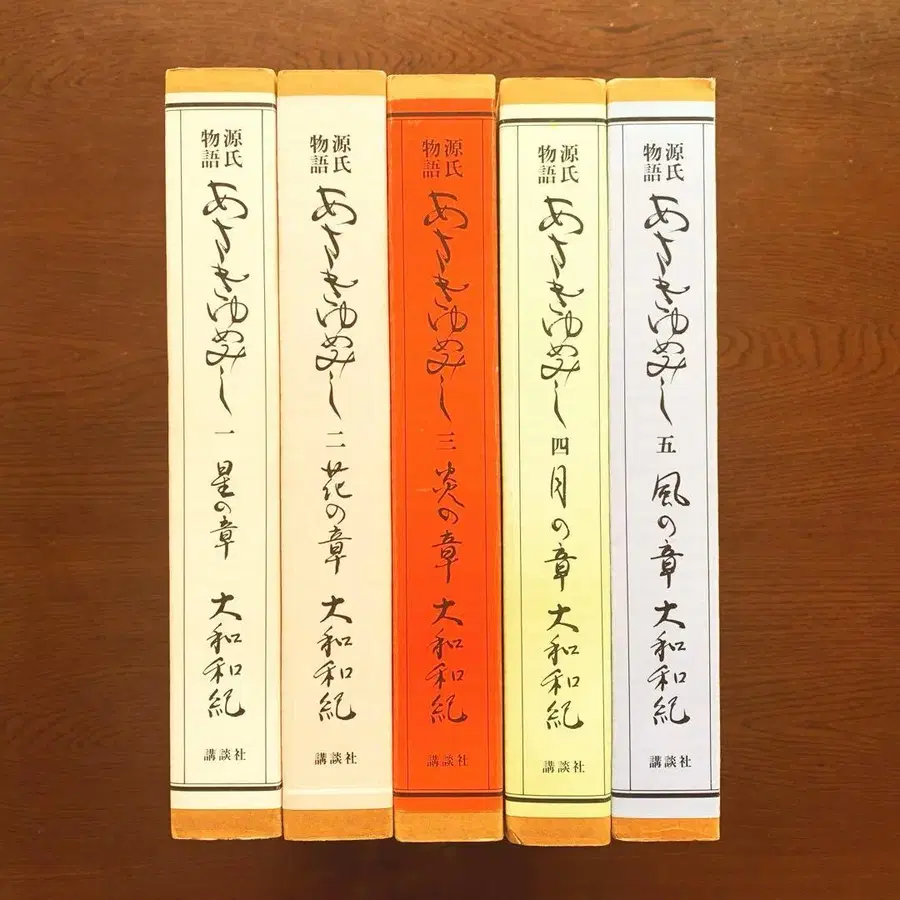 源氏物語
あさきゆめみし
一
星の章
大和和紀
講談社
源氏物語
あさきゆめみし
二
花の章
大和和紀
講談社
源氏物語
あさきゆめみし
三
炎の章
大和和紀
講談社
源氏物語
あさきゆめみし
四
月の章
大和和紀
講談社
源氏物語
あさきゆめみし
五
風の章
大和和紀
講談社